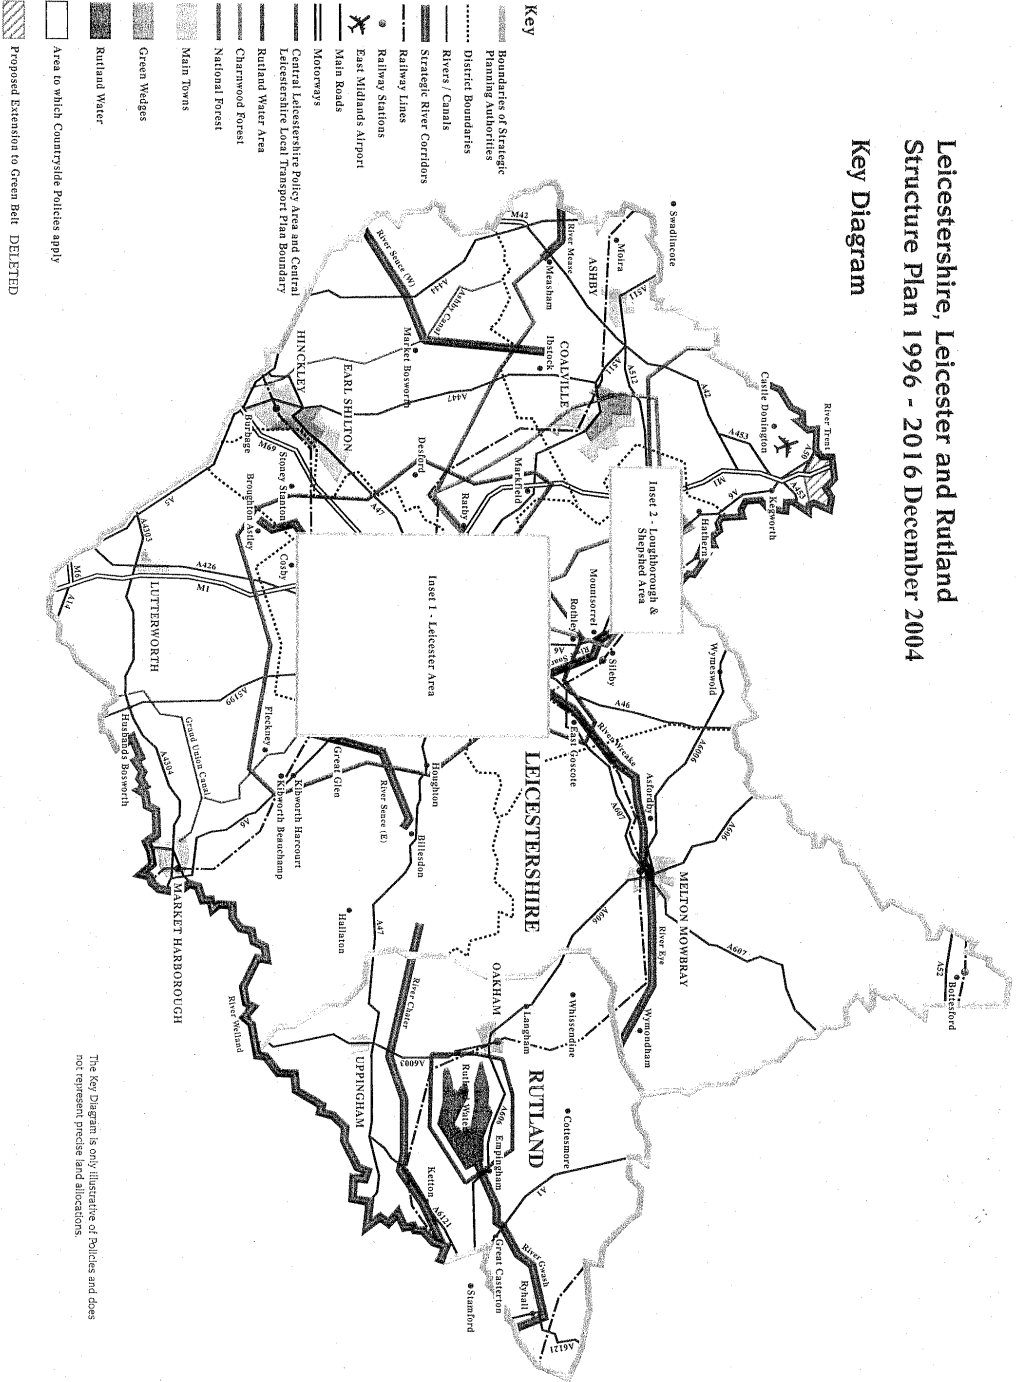 Leicestershire, Leicester and Rutland
Structure Plan 1996 - 2016 December 2004
Key Diagram
Key
Boundaries of Strategic
Planning Authorities
District Boundaries
Rivers / Canals
Strategic River Corridors
Railway Lines
Railway Stations
East Midlands Airport
Main Roads
Motorways
Central Leicestershire Policy Area and Central
Leicestershire Local Transport Plan Boundary
Rutland Water Area
Charnwood Forest
National Forest
Main Towns
Green Wedges
Rutland Water
Area to which Countryside Policies apply
Proposed Extension to Green Belt DELETED
Swadlincote
Moira
ASHBY
A511
River Mease
Measham
M42
River Sence (W)
A444
Ashby Canal
Market Bosworth
Ibstock
COALVILLE
A511
A512
A42
Castle Donington
River Trent
A453
A50
A453
M1
A6
Kegworth
Hathern
Inset 2 - Loughborough &
Shepshed Area
HINCKLEY
EARL SHILTON
A447
Burbage
M69
Stoney Stanton
Broughton Astley
A47
Desford
Ratby
Markfield
Cosby
A5
A4303
A426
M1
M6
A14
LUTTERWORTH
Inset 1 - Leicester Area
Mountsorrel
Rothley
A6
River Soar
Sileby
Wymeswold
A46
A6006
River Wreake
East Goscote
Asfordby
A607
A606
MELTON MOWBRAY
A607
River Eye
Wymondham
A606
Bottesford
A52
A5199
Fleckney
Great Glen
Grand Union Canal
Husbands Bosworth
A4304
A6
Kibworth Harcourt
Kibworth Beauchamp
River Sence (E)
Houghton
Billesdon
LEICESTERSHIRE
MARKET HARBOROUGH
Hallaton
A47
River Welland
River Chater
A6003
UPPINGHAM
OAKHAM
Langham
Whissendine
RUTLAND
Cottesmore
Rutland Water
A606
Empingham
Ketton
A6121
A1
Great Casterton
River Gwash
Ryhall
Stamford
A6121
The Key Diagram is only illustrative of Policies and does
not represent precise land allocations.